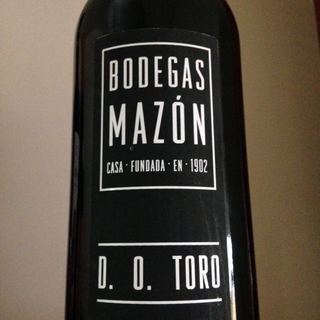 BODEGAS
MAZÓN
CASA · FUNDADA · EN · 1902
D. O. TORO